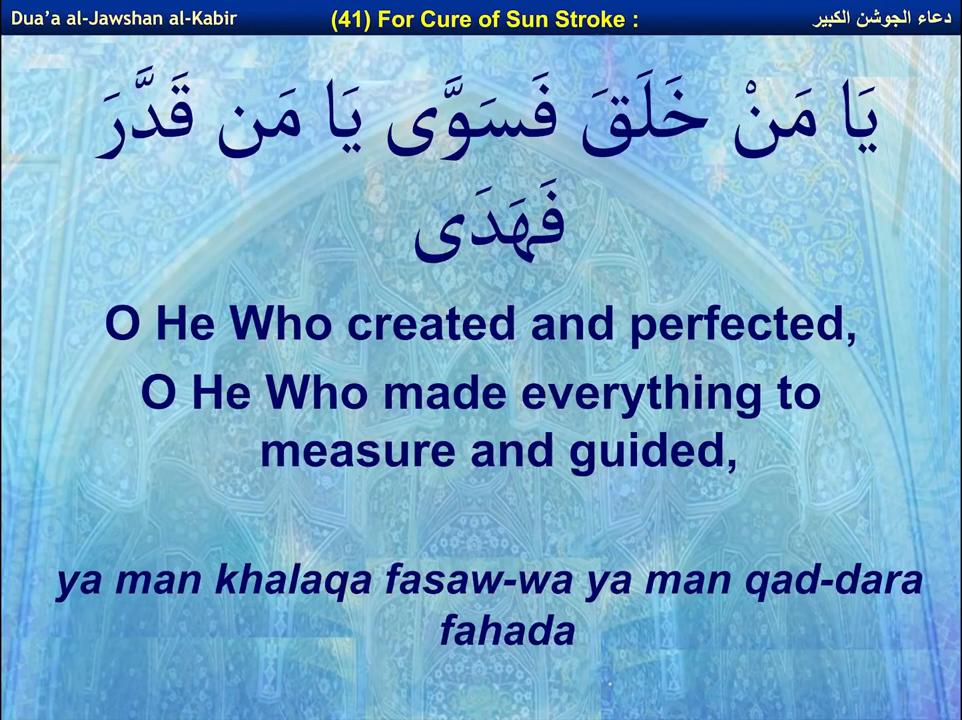 Dua’a al-Jawshan al-Kabir
(41) For Cure of Sun Stroke :
دعاء الجوشن الكبير
يَا مَنْ خَلَقَ فَسَوَّى يَا مَن قَدَّرَ
فَهَدَى
O He Who created and perfected,
O He Who made everything to
measure and guided,
ya man khalaqa fasaw-wa ya man qad-dara
fahada